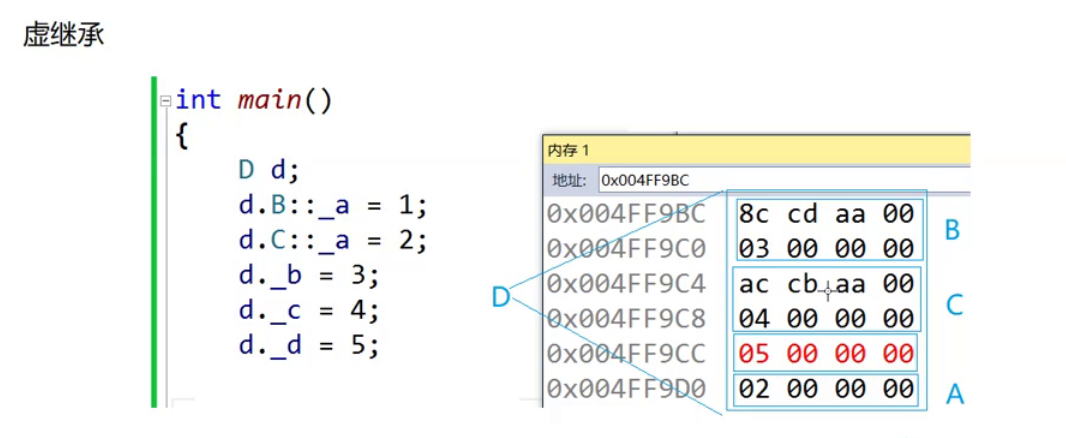 虚继承
int main()
{
D d;
d.B::_a = 1;
d.C::_a = 2;
d._b = 3;
d._c = 4;
d._d = 5;
内存 1
地址: 0x004FF9BC
0x004FF9BC 8c cd aa 00
0x004FF9C0 03 00 00 00
B
0x004FF9C4 ac cb aa 00
0x004FF9C8 04 00 00 00
C
D
0x004FF9CC 05 00 00 00
0x004FF9D0 02 00 00 00
A